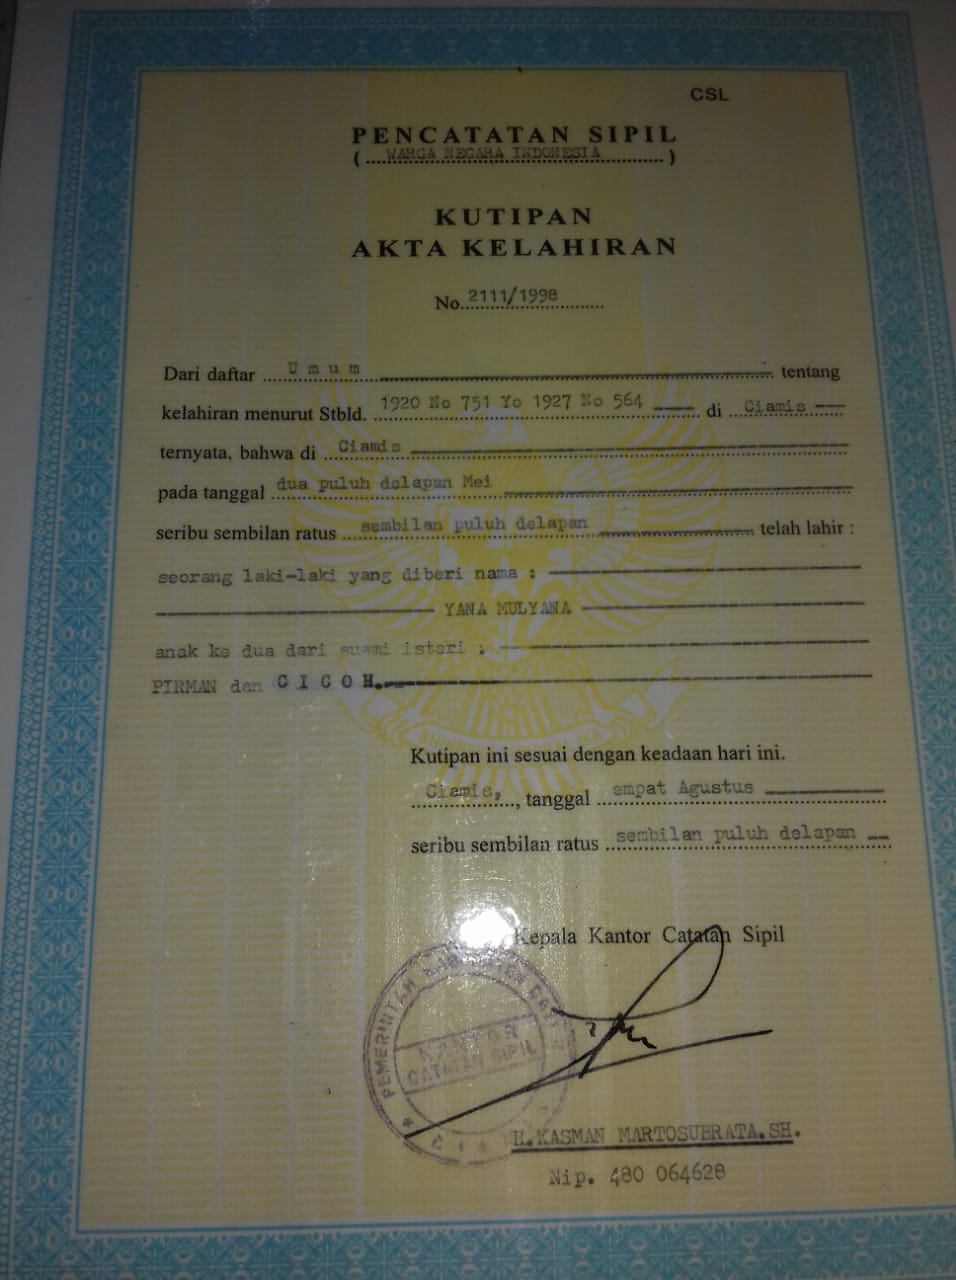 CSL
PENCATATAN SIPIL
( WARGA NEGARA INDONESIA )
KUTIPAN
AKTA KELAHIRAN
No. 2111/1998
Dari daftar U m u m tentang
kelahiran menurut Stbld. 1920 No 751 Yo 1927 No 564 di Ciamis
ternyata, bahwa di Ciamis
pada tanggal dua puluh delapan Mei
seribu sembilan ratus sembilan puluh delapan telah lahir :
seorang laki-laki yang diberi nama :
YANA MULYANA
anak ke dua dari suami isteri :
PIRMAN dan C I C O H.
Kutipan ini sesuai dengan keadaan hari ini.
Ciamis, tanggal empat Agustus
seribu sembilan ratus sembilan puluh delapan
Kepala Kantor Catatan Sipil
PEMERINTAH KABUPATEN
KANTOR
CATATAN SIPIL
H.KASMAN MARTOSUBRATA.SH.
Nip. 480 064628